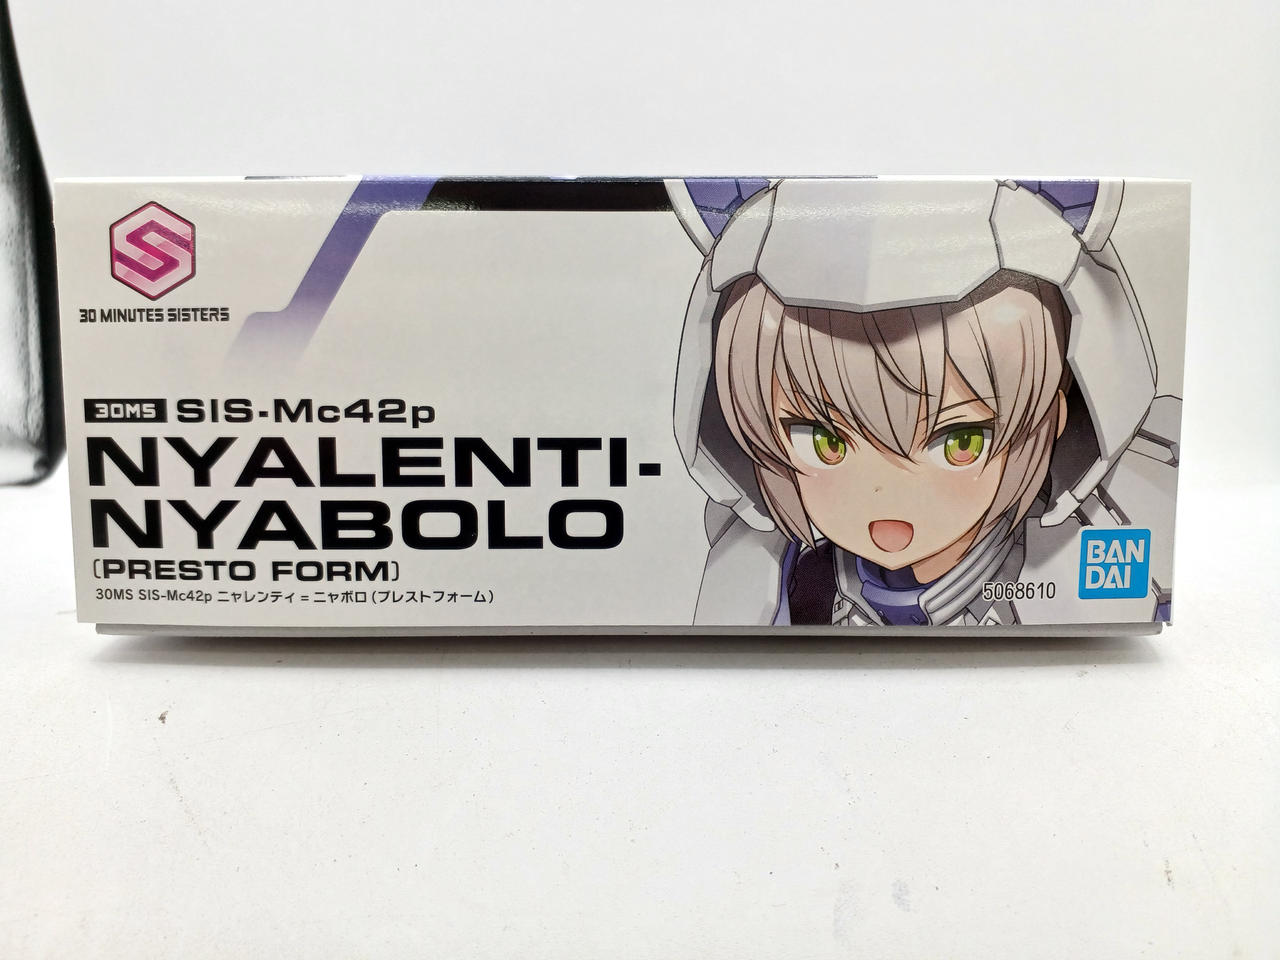 30 MINUTES SISTERS
30MS SIS-Mc42p
NYALENTI-
NYABOLO
(PRESTO FORM)
30MS SIS-Mc42p ニャレンティ=ニャボロ(プレストフォーム)
5068610
BAN
DAI